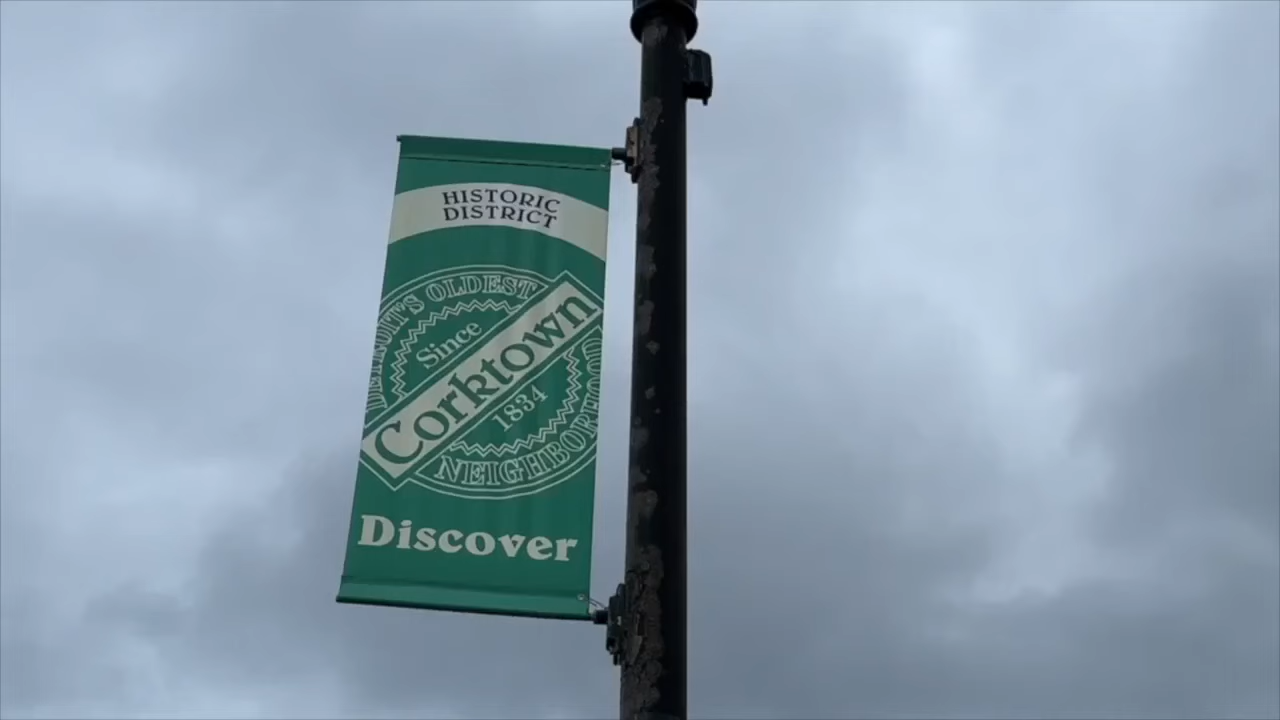 HISTORIC
DISTRICT
DETROIT'S OLDEST
Since
Corktown
1834
NEIGHBORHOOD
Discover